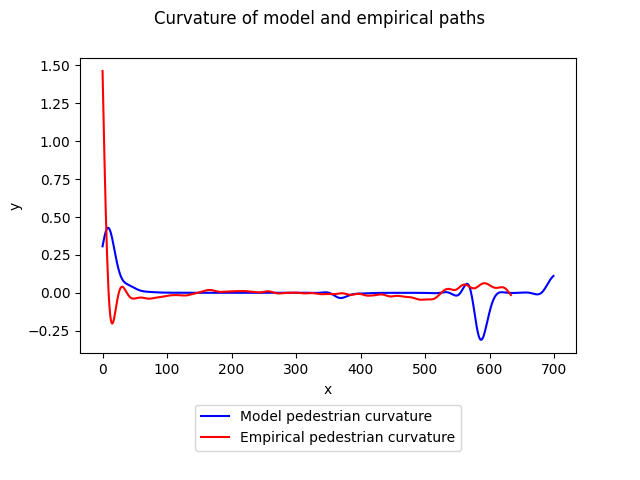 Curvature of model and empirical paths
1.50
1.25
1.00
0.75
0.50
0.25
0.00
−0.25
y
0 100 200 300 400 500 600 700
x
Model pedestrian curvature
Empirical pedestrian curvature